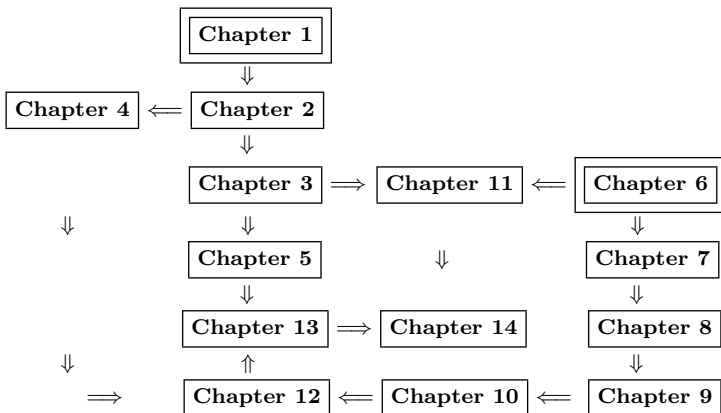 Chapter 1
⇓
Chapter 4 ⟸ Chapter 2
⇓
Chapter 3 ⟹ Chapter 11 ⟸ Chapter 6
⇓ ⇓ ⇓
Chapter 5 ⇓ Chapter 7
⇓ ⇓
Chapter 13 ⟹ Chapter 14 Chapter 8
⇓ ⇑ ⇓
⟹ Chapter 12 ⟸ Chapter 10 ⟸ Chapter 9